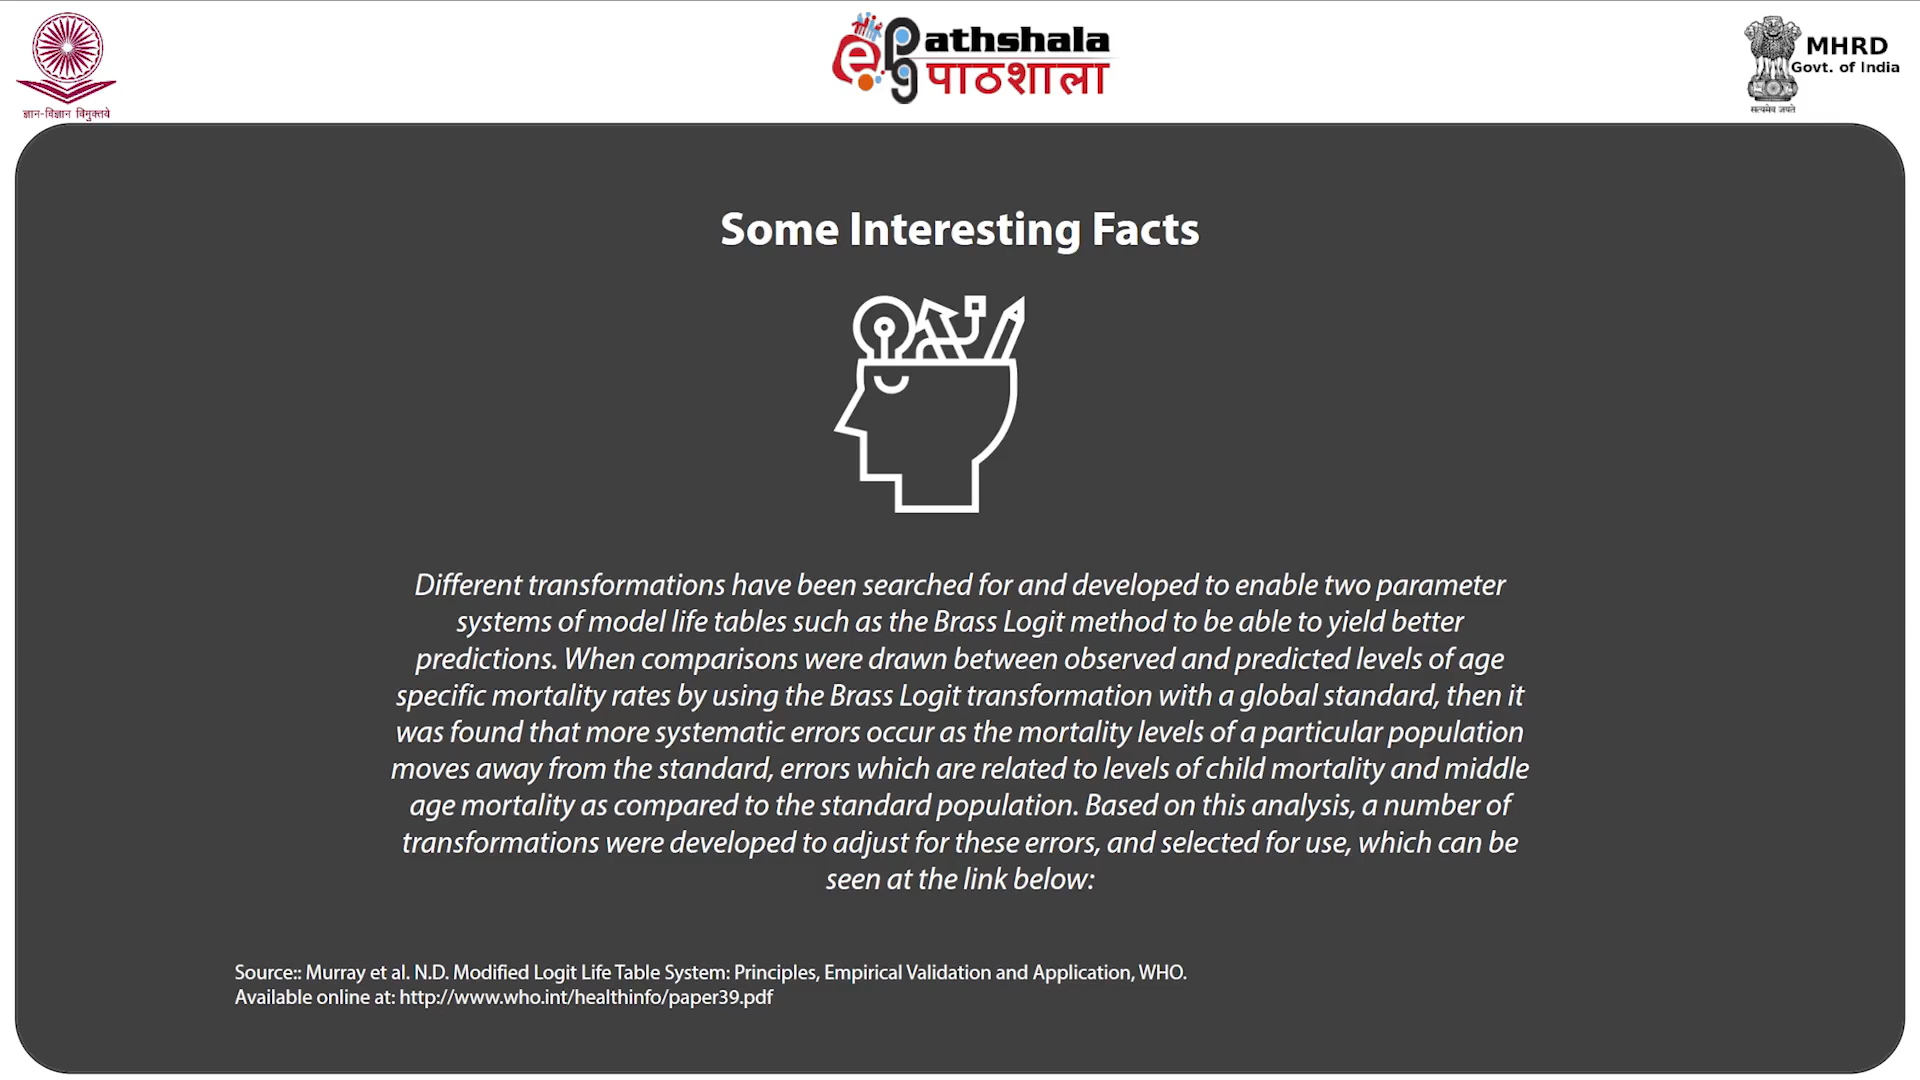 ज्ञान-विज्ञान विमुक्तये
ePG Pathshala
पाठशाला
MHRD
Govt. of India
सत्यमेव जयते
Some Interesting Facts
Different transformations have been searched for and developed to enable two parameter
systems of model life tables such as the Brass Logit method to be able to yield better
predictions. When comparisons were drawn between observed and predicted levels of age
specific mortality rates by using the Brass Logit transformation with a global standard, then it
was found that more systematic errors occur as the mortality levels of a particular population
moves away from the standard, errors which are related to levels of child mortality and middle
age mortality as compared to the standard population. Based on this analysis, a number of
transformations were developed to adjust for these errors, and selected for use, which can be
seen at the link below:
Source:: Murray et al. N.D. Modified Logit Life Table System: Principles, Empirical Validation and Application, WHO.
Available online at: http://www.who.int/healthinfo/paper39.pdf